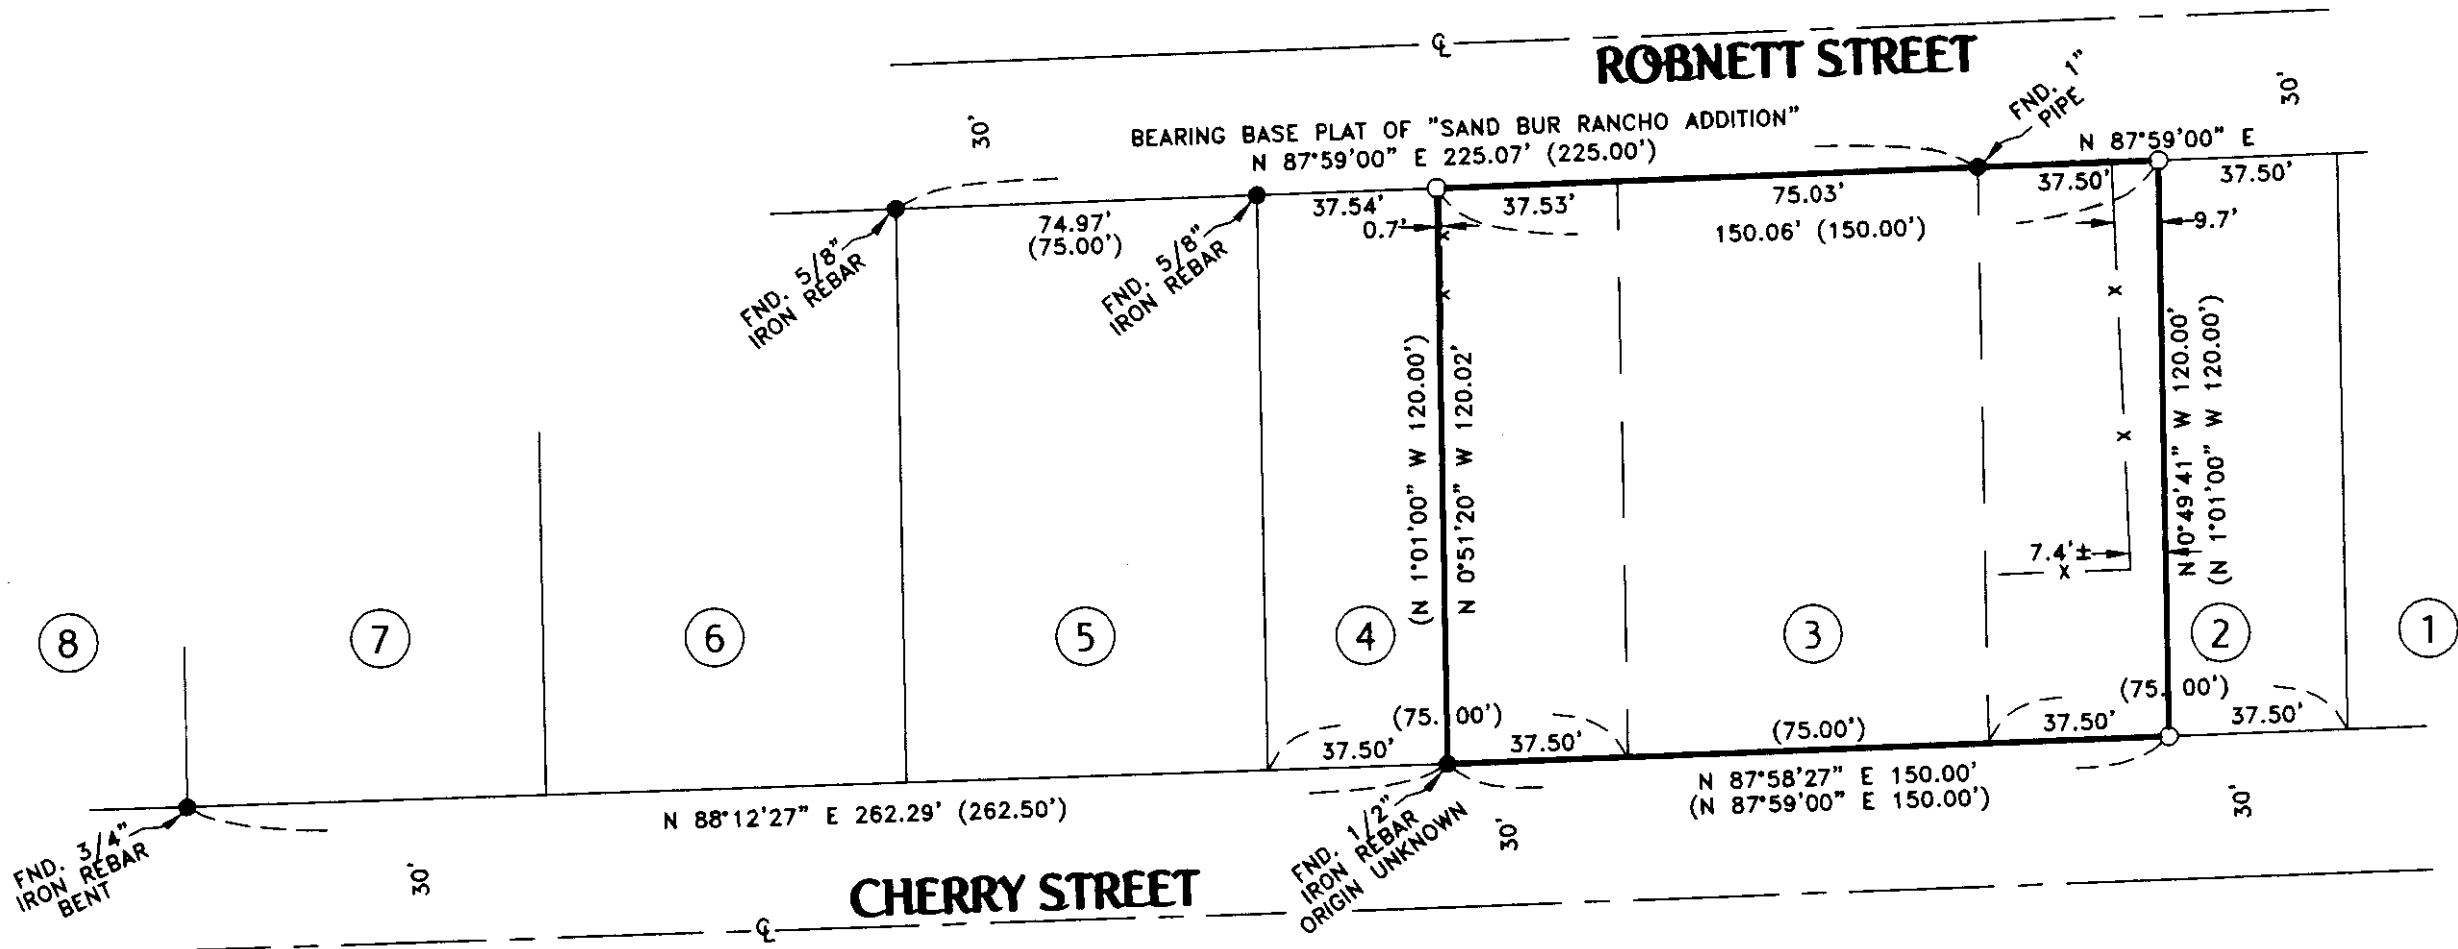 ℄
ROBNETT STREET
30'
30'
FND. 1"
PIPE
BEARING BASE PLAT OF "SAND BUR RANCHO ADDITION"
N 87°59'00" E 225.07' (225.00')
N 87°59'00" E
74.97'
(75.00')
37.54'
37.53'
75.03'
37.50'
37.50'
0.7'
150.06' (150.00')
9.7'
FND. 5/8"
IRON REBAR
FND. 5/8"
IRON REBAR
x
x
x
x
(N 1°01'00" W 120.00')
N 0°51'20" W 120.02'
N 0°49'41" W 120.00'
(N 1°01'00" W 120.00')
7.4'±
x
8
7
6
5
4
3
2
1
(75.00')
(75.00')
(75.00')
37.50'
37.50'
37.50'
37.50'
N 88°12'27" E 262.29' (262.50')
N 87°58'27" E 150.00'
(N 87°59'00" E 150.00')
FND. 3/4"
IRON REBAR
BENT
30'
FND. 1/2"
IRON REBAR
ORIGIN UNKNOWN
30'
30'
CHERRY STREET
℄